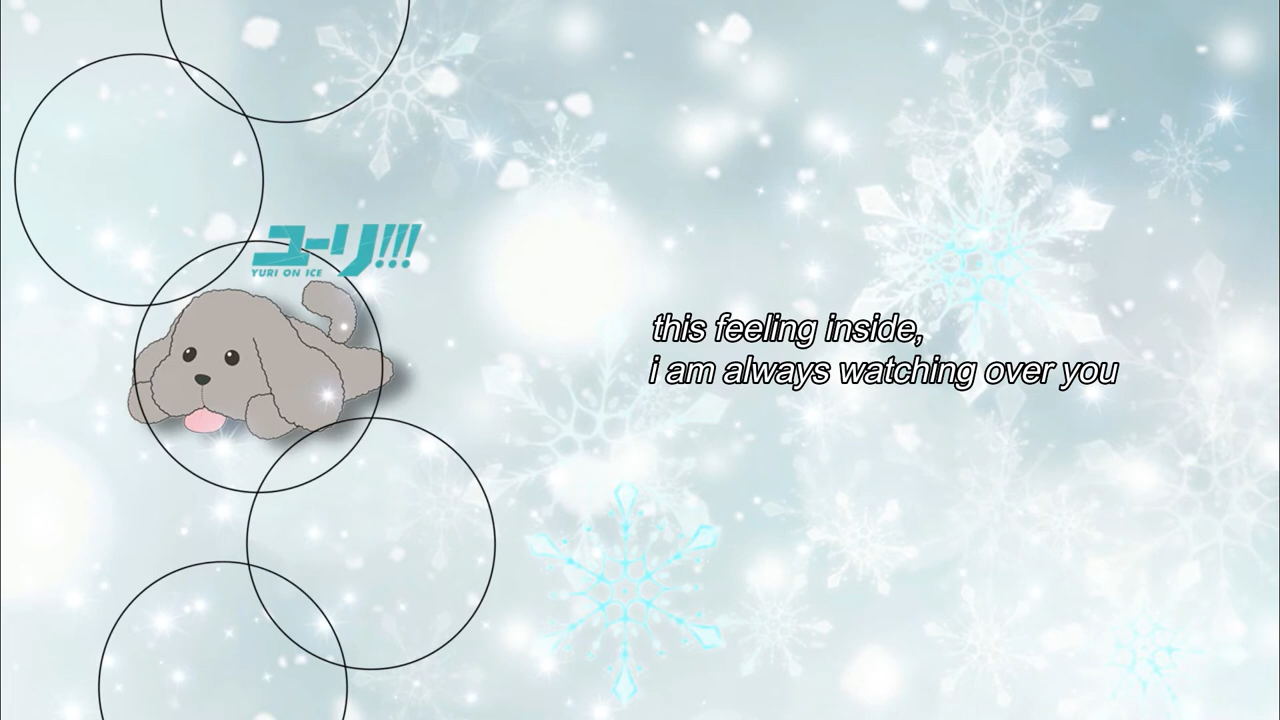 ユーリ!!!
YURI ON ICE
this feeling inside,
i am always watching over you